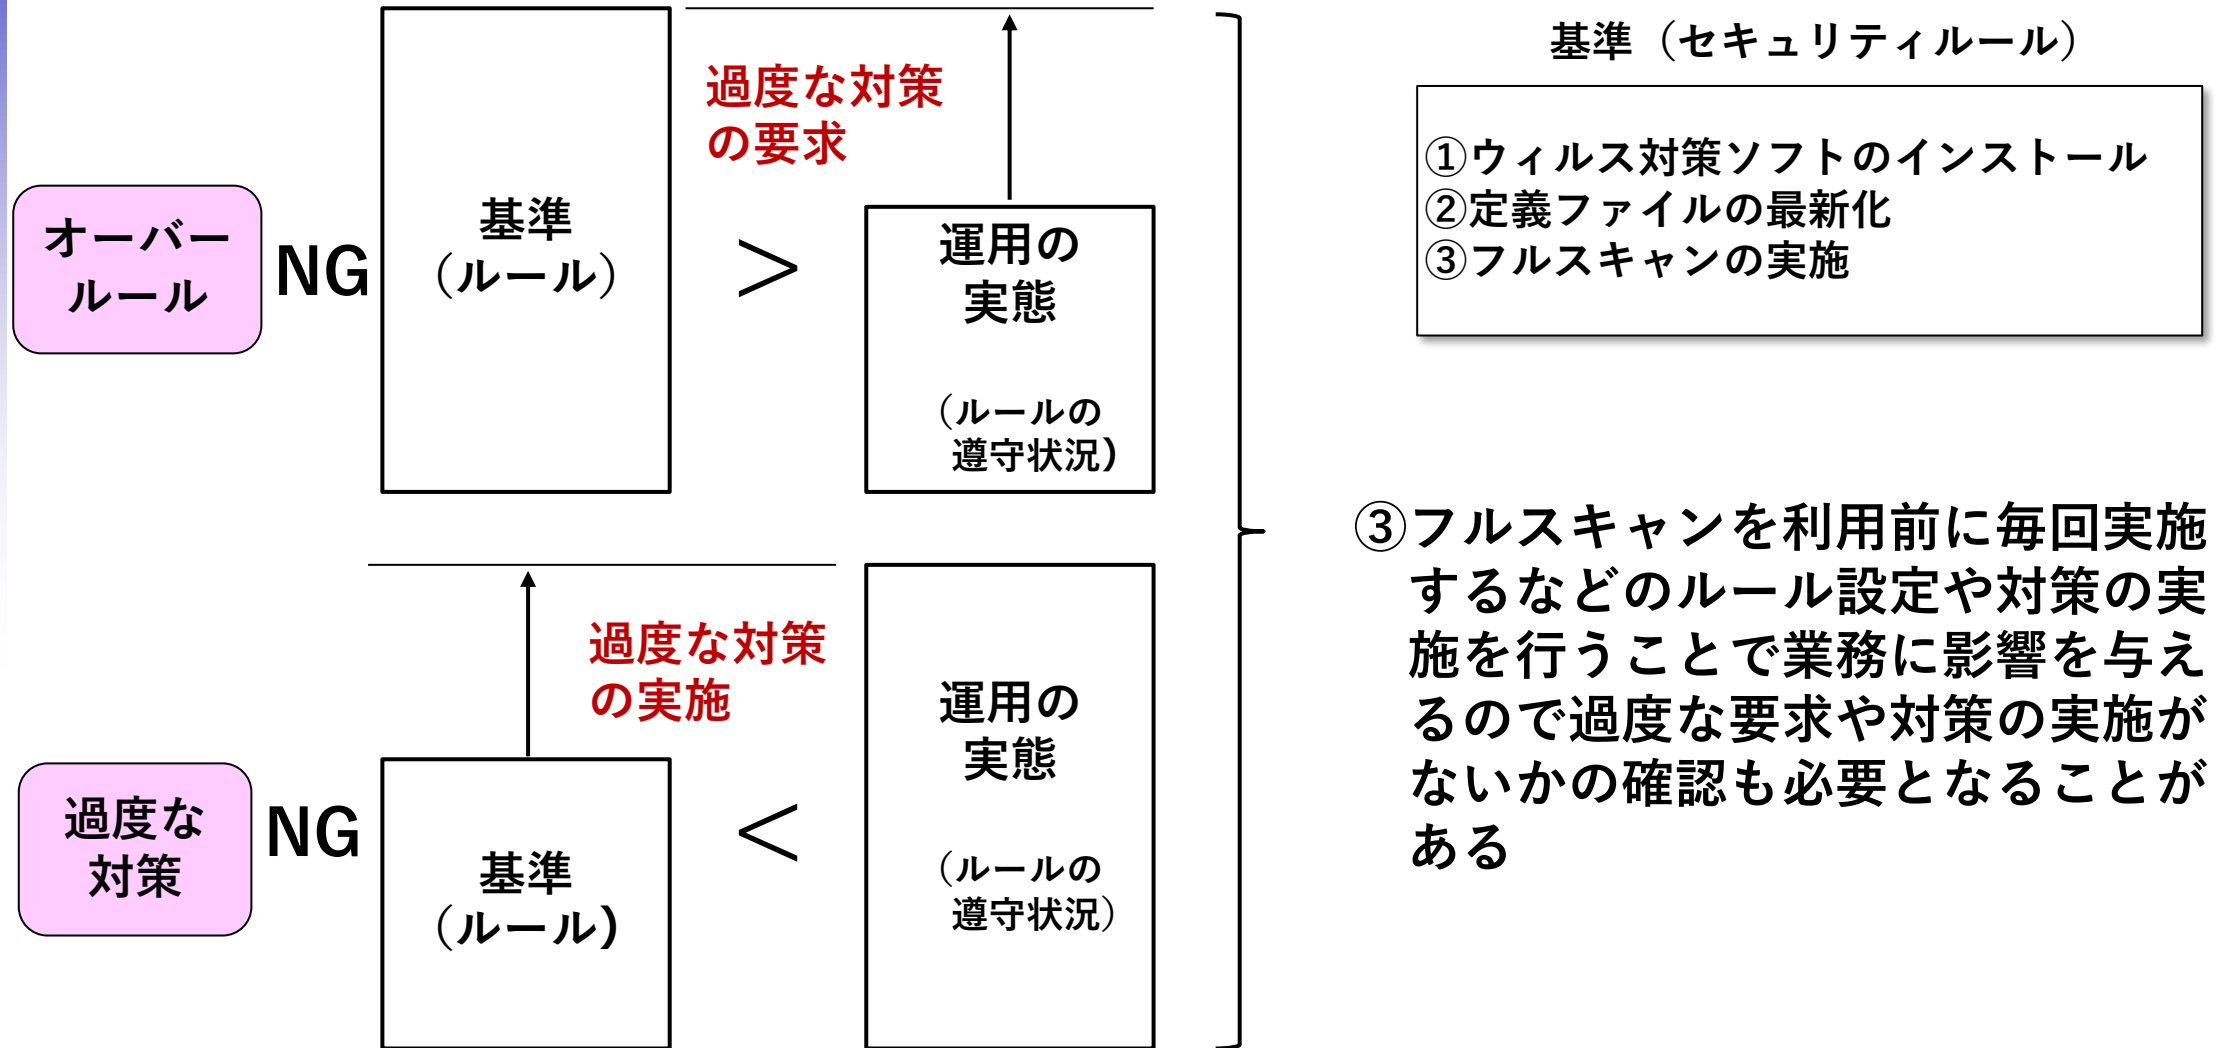 オーバー
ルール
NG
基準
（ルール）
過度な対策
の要求
＞
運用の
実態
（ルールの
遵守状況）
過度な
対策
NG
基準
（ルール）
過度な対策
の実施
＜
運用の
実態
（ルールの
遵守状況）
基準（セキュリティルール）
①ウィルス対策ソフトのインストール
②定義ファイルの最新化
③フルスキャンの実施
③フルスキャンを利用前に毎回実施
するなどのルール設定や対策の実
施を行うことで業務に影響を与え
るので過度な要求や対策の実施が
ないかの確認も必要となることが
ある